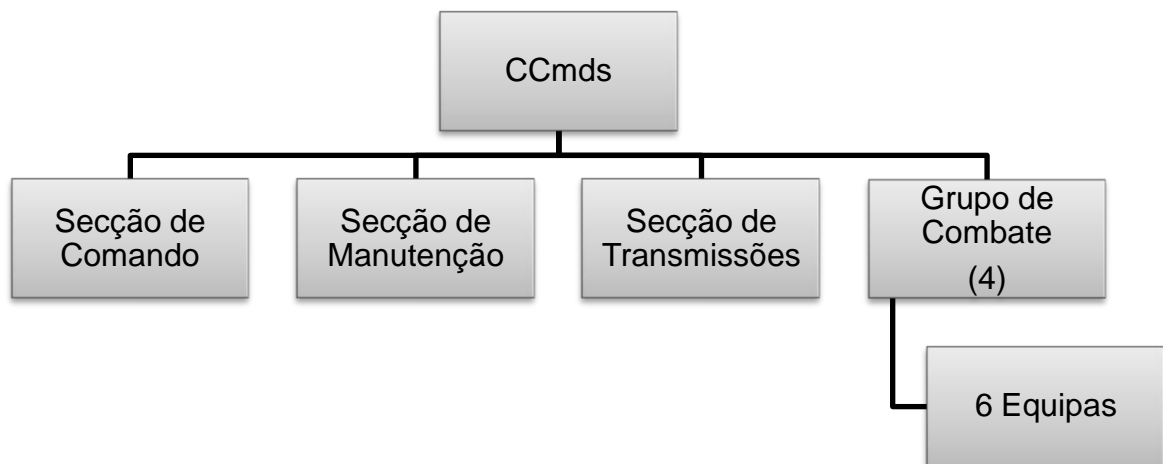 CCmds
Secção de
Comando
Secção de
Manutenção
Secção de
Transmissões
Grupo de
Combate
(4)
6 Equipas